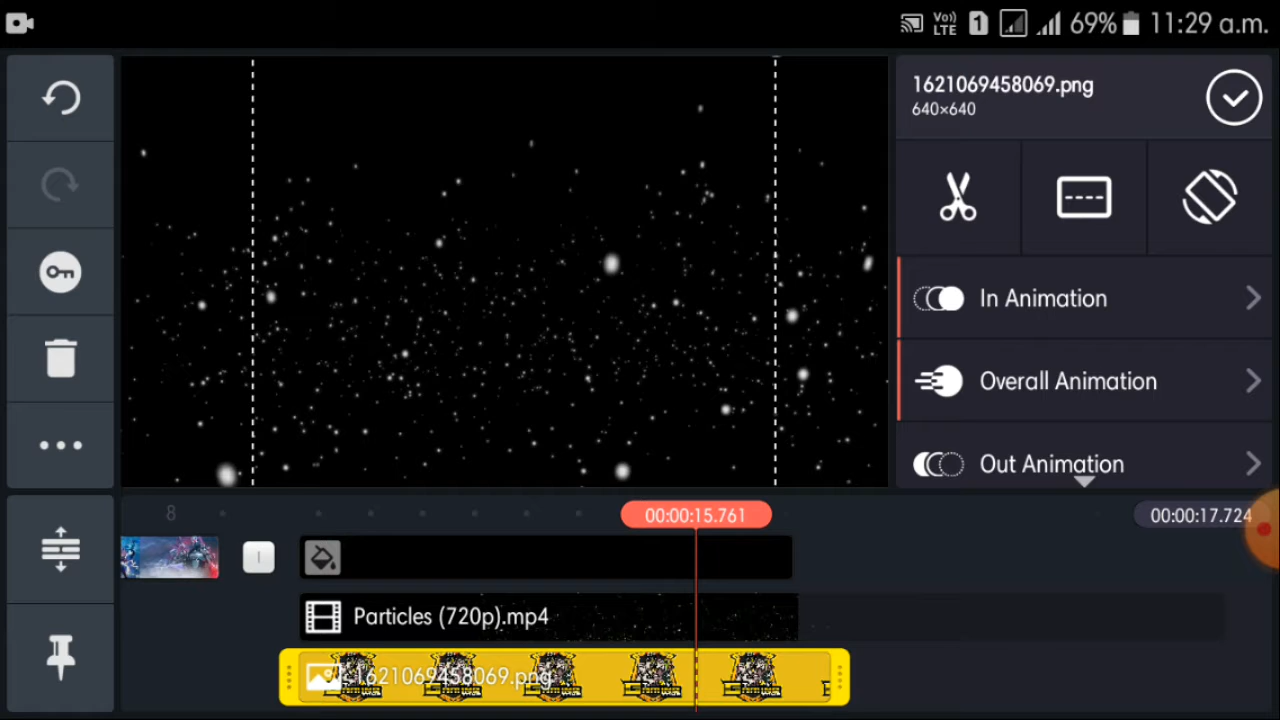 Vo)) LTE 1 69% 11:29 a.m.
1621069458069.png
640×640
In Animation
Overall Animation
Out Animation
8 00:00:15.761 00:00:17.724
Particles (720p).mp4
1621069458069.png